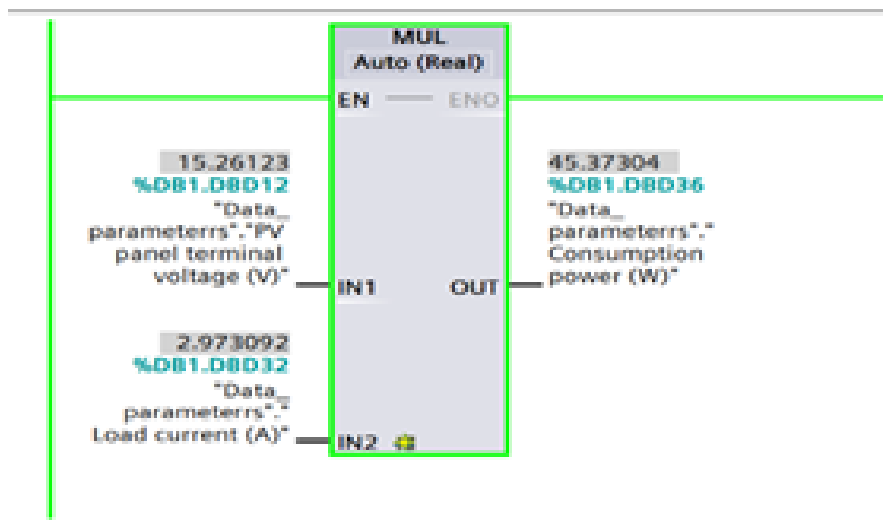 MUL
Auto (Real)
EN
ENO
15.26123
%DB1.DBD12
"Data_
parameterrs"."PV
panel terminal
voltage (V)"
IN1
45.37304
%DB1.DBD36
"Data_
parameterrs"."
Consumption
power (W)"
OUT
2.973092
%DB1.DBD32
"Data_
parameterrs"."
Load current (A)"
IN2